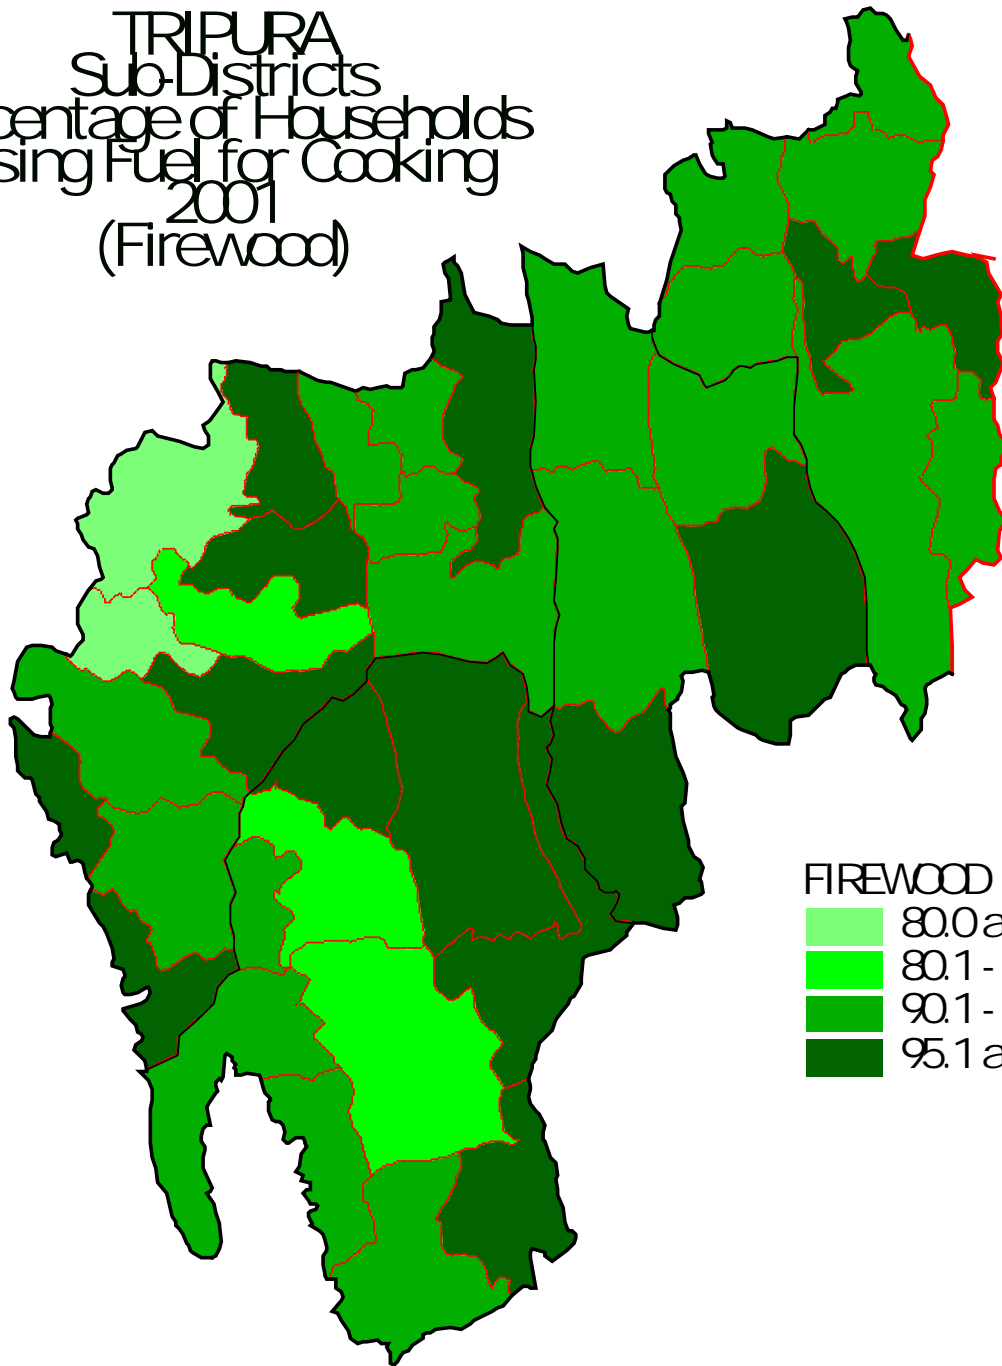 TRIPURA
Sub-Districts
centage of Households
sing Fuel for Cooking
2001
(Firewood)
FIREWOOD
80.0 a
80.1 -
90.1 -
95.1 a